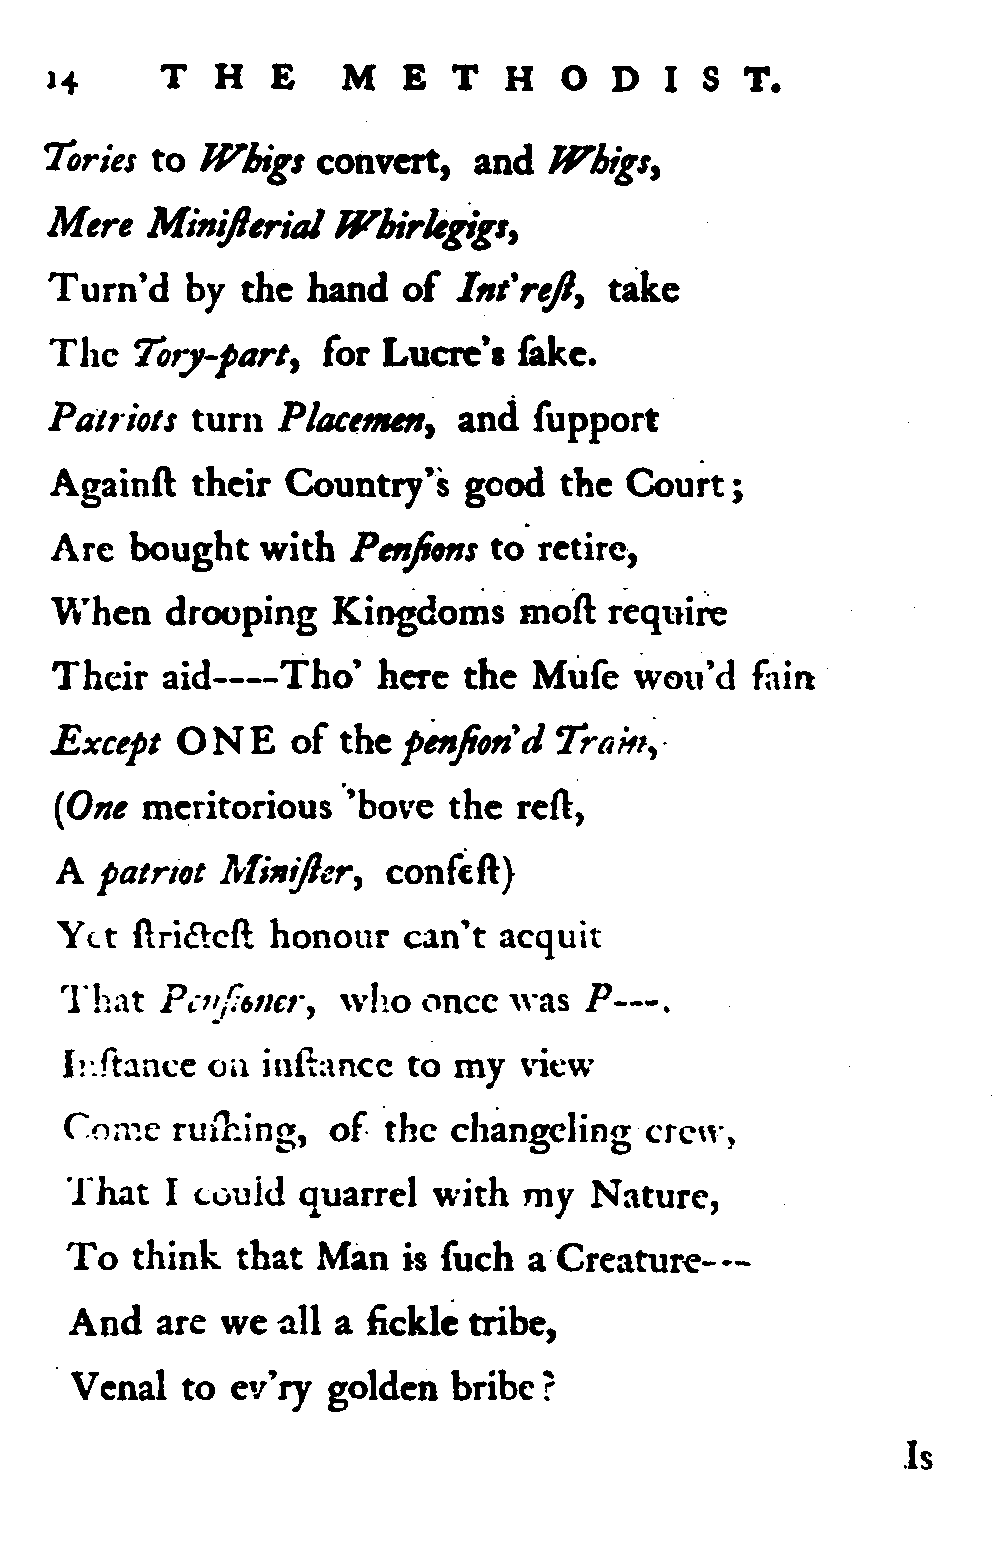 14 THE METHODIST.
Tories to Whigs convert, and Whigs,
Mere Miniſterial Whirlegigs,
Turn'd by the hand of Int'reſt, take
The Tory-part, for Lucre's ſake.
Patriots turn Placemen, and ſupport
Againſt their Country's good the Court;
Are bought with Penſions to retire,
When drooping Kingdoms moſt require
Their aid----Tho' here the Muſe wou'd fain
Except ONE of the penſion'd Train,
(One meritorious 'bove the reſt,
A patriot Miniſter, confeſt)
Yet ſtricteſt honour can't acquit
That Penſioner, who once was P---.
Inſtance on inſtance to my view
Come ruſhing, of the changeling crew,
That I could quarrel with my Nature,
To think that Man is ſuch a Creature---
And are we all a fickle tribe,
Venal to ev'ry golden bribe?
Is